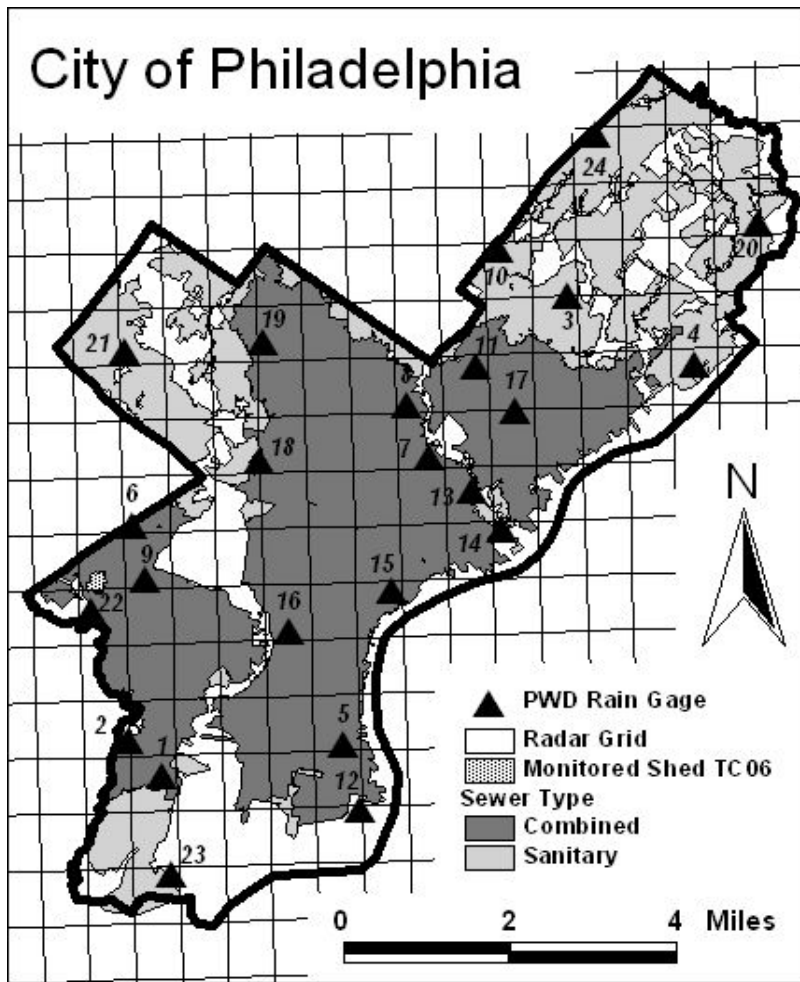 City of Philadelphia
24
20
10
3
19
21
11
4
8
17
18
7
6
13
14
9
15
22
16
N
2
1
5
12
23
PWD Rain Gage
Radar Grid
Monitored Shed TC06
Sewer Type
Combined
Sanitary
0 2 4 Miles